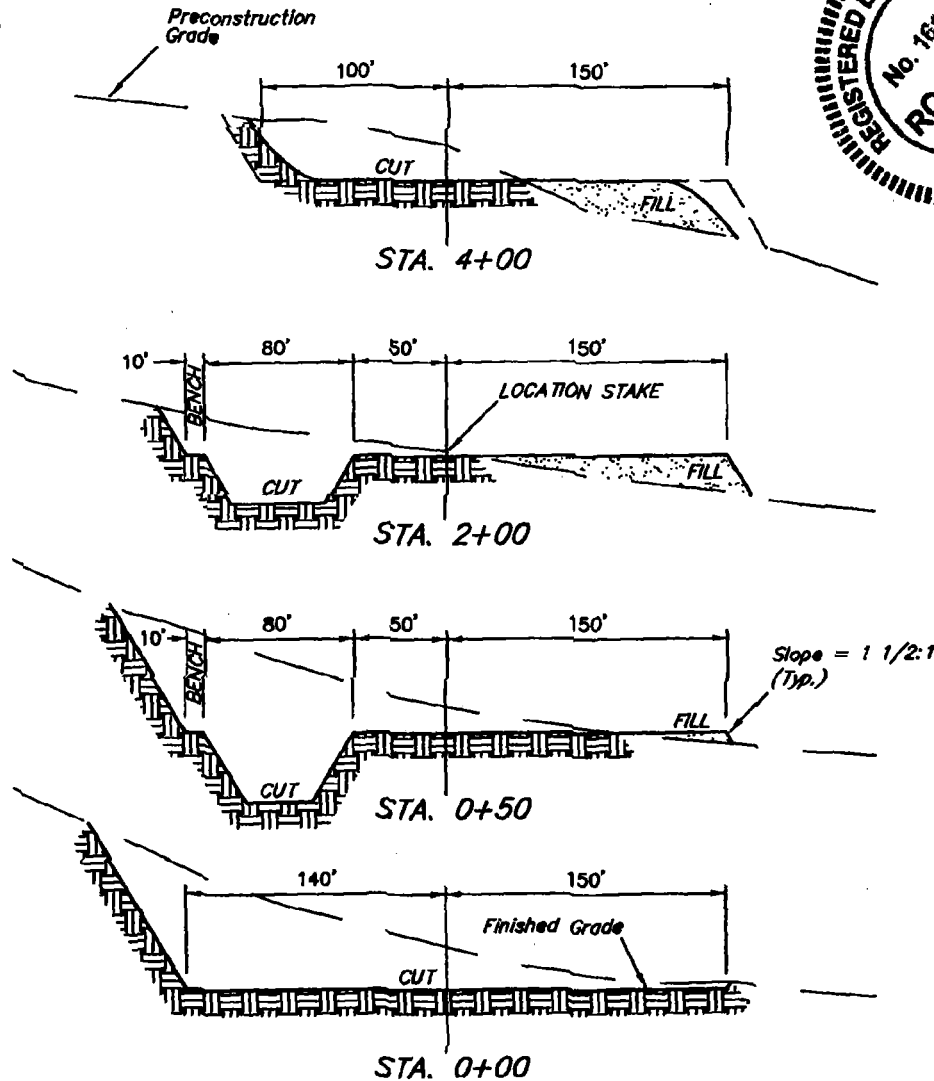 Preconstruction
Grade
REGISTERED
No.
100'
150'
CUT
FILL
STA. 4+00
10'
80'
50'
150'
BENCH
LOCATION STAKE
CUT
FILL
STA. 2+00
10'
80'
50'
150'
BENCH
Slope = 1 1/2:1
(Typ.)
FILL
CUT
STA. 0+50
140'
150'
Finished Grade
CUT
STA. 0+00